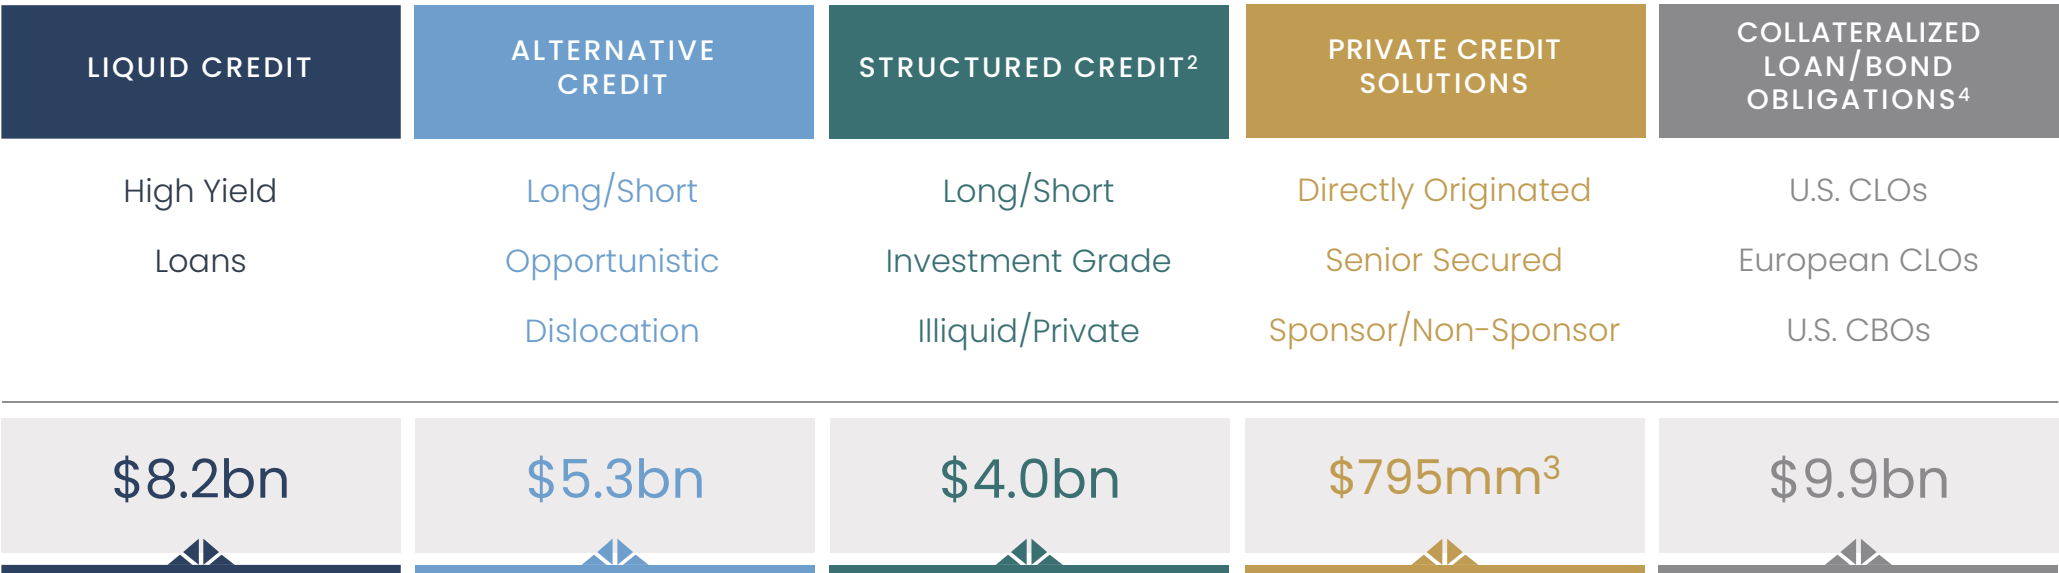 LIQUID CREDIT
ALTERNATIVE
CREDIT
STRUCTURED CREDIT²
PRIVATE CREDIT
SOLUTIONS
COLLATERALIZED
LOAN/BOND
OBLIGATIONS⁴
High Yield
Loans
Long/Short
Opportunistic
Dislocation
Long/Short
Investment Grade
Illiquid/Private
Directly Originated
Senior Secured
Sponsor/Non-Sponsor
U.S. CLOs
European CLOs
U.S. CBOs
$8.2bn
$5.3bn
$4.0bn
$795mm³
$9.9bn